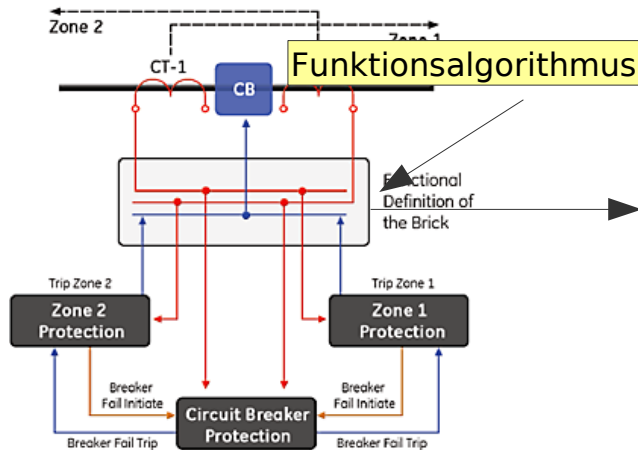 Zone 2
Zone 1
Funktionsalgorithmus
CT-1
CB
Functional
Definition of
the Brick
Trip Zone 2
Trip Zone 1
Zone 2
Protection
Zone 1
Protection
Breaker
Fail Initiate
Breaker
Fail Initiate
Circuit Breaker
Protection
Breaker Fail Trip
Breaker Fail Trip